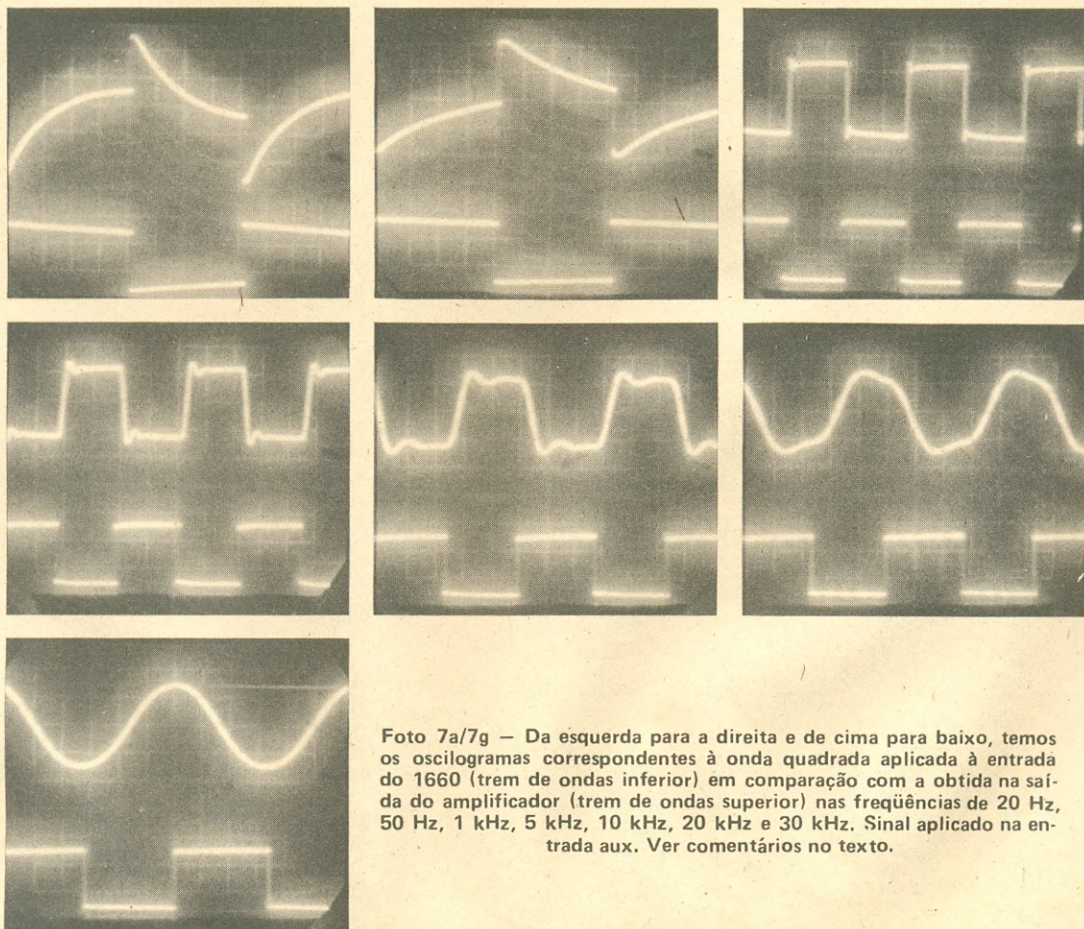 Foto 7a/7g — Da esquerda para a direita e de cima para baixo, temos
os oscilogramas correspondentes à onda quadrada aplicada à entrada
do 1660 (trem de ondas inferior) em comparação com a obtida na saí-
da do amplificador (trem de ondas superior) nas freqüências de 20 Hz,
50 Hz, 1 kHz, 5 kHz, 10 kHz, 20 kHz e 30 kHz. Sinal aplicado na en-
trada aux. Ver comentários no texto.